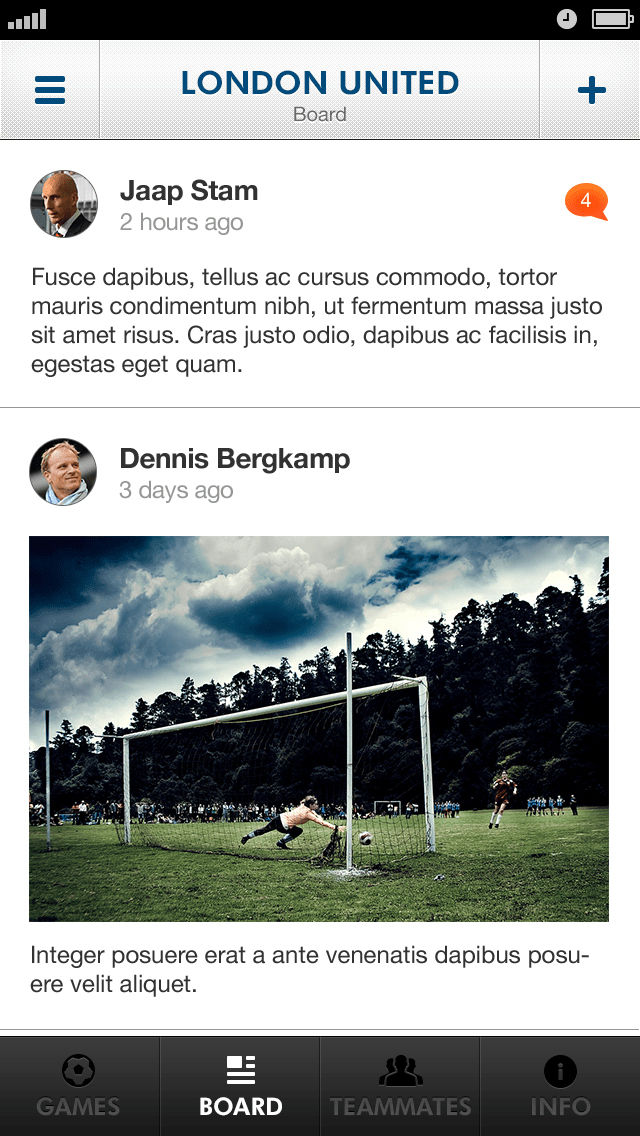 LONDON UNITED
Board
Jaap Stam
4
2 hours ago
Fusce dapibus, tellus ac cursus commodo, tortor
mauris condimentum nibh, ut fermentum massa justo
sit amet risus. Cras justo odio, dapibus ac facilisis in,
egestas eget quam.
Dennis Bergkamp
3 days ago
Integer posuere erat a ante venenatis dapibus posu-
ere velit aliquet.
GAMES
BOARD
TEAMMATES
INFO